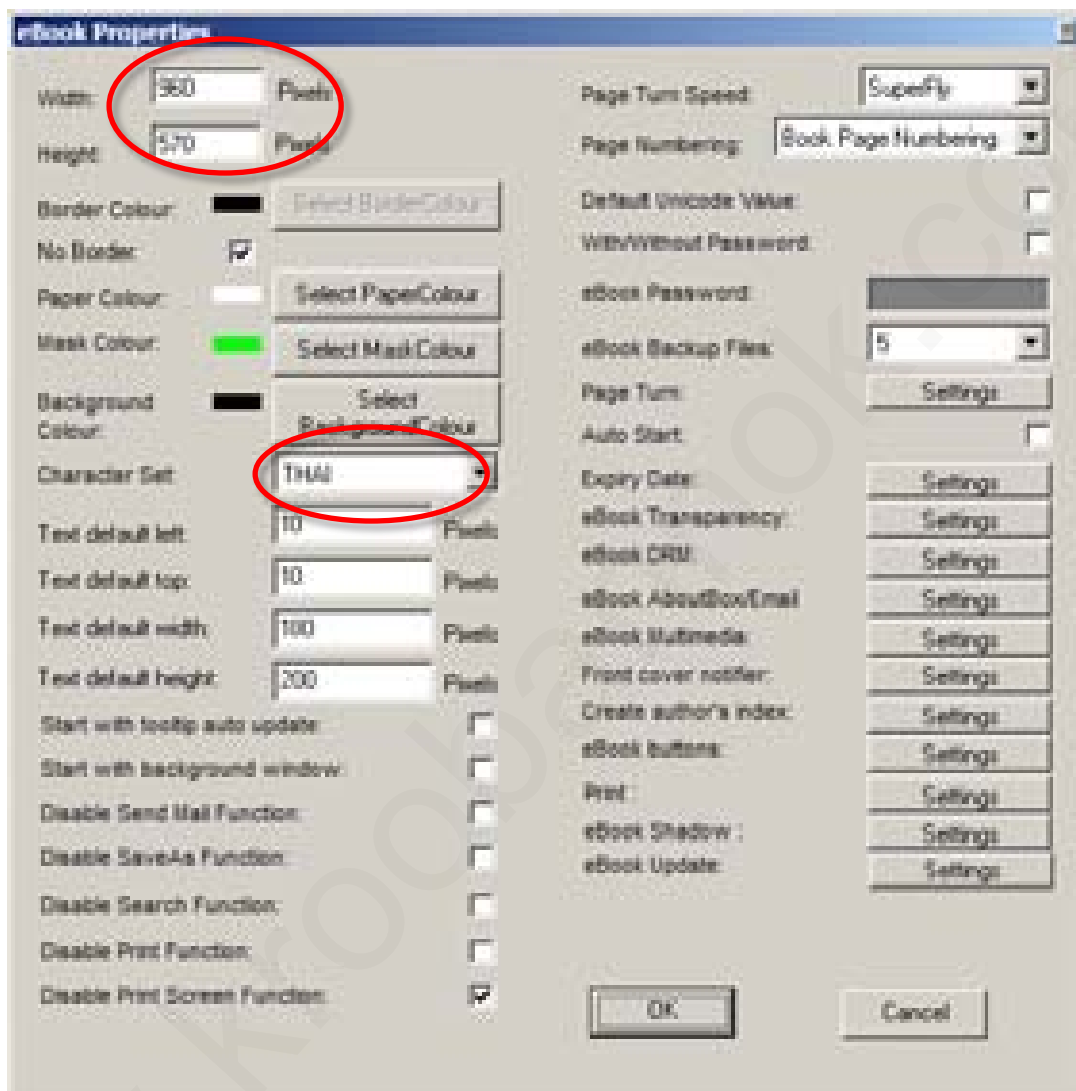 eBook Properties
Width: 960 Pixels
Height: 570 Pixels
Border Colour: Select BorderColour
No Border:
Paper Colour: Select PaperColour
Mask Colour: Select MaskColour
Background Colour: Select BackgroundColour
Character Set: THAI
Text default left: 10 Pixels
Text default top: 10 Pixels
Text default width: 100 Pixels
Text default height: 200 Pixels
Start with tooltip auto update:
Start with background window:
Disable Send Mail Function:
Disable SaveAs Function:
Disable Search Function:
Disable Print Function:
Disable Print Screen Function:
Page Turn Speed: SuperFly
Page Numbering: Book Page Numbering
Default Unicode Value:
With/Without Password:
eBook Password:
eBook Backup Files: 5
Page Turn: Settings
Auto Start:
Expiry Date: Settings
eBook Transparency: Settings
eBook DRM: Settings
eBook AboutBox/Email Settings
eBook Multimedia: Settings
Front cover notifier: Settings
Create author's index: Settings
eBook buttons: Settings
Print : Settings
eBook Shadow : Settings
eBook Update: Settings
OK Cancel